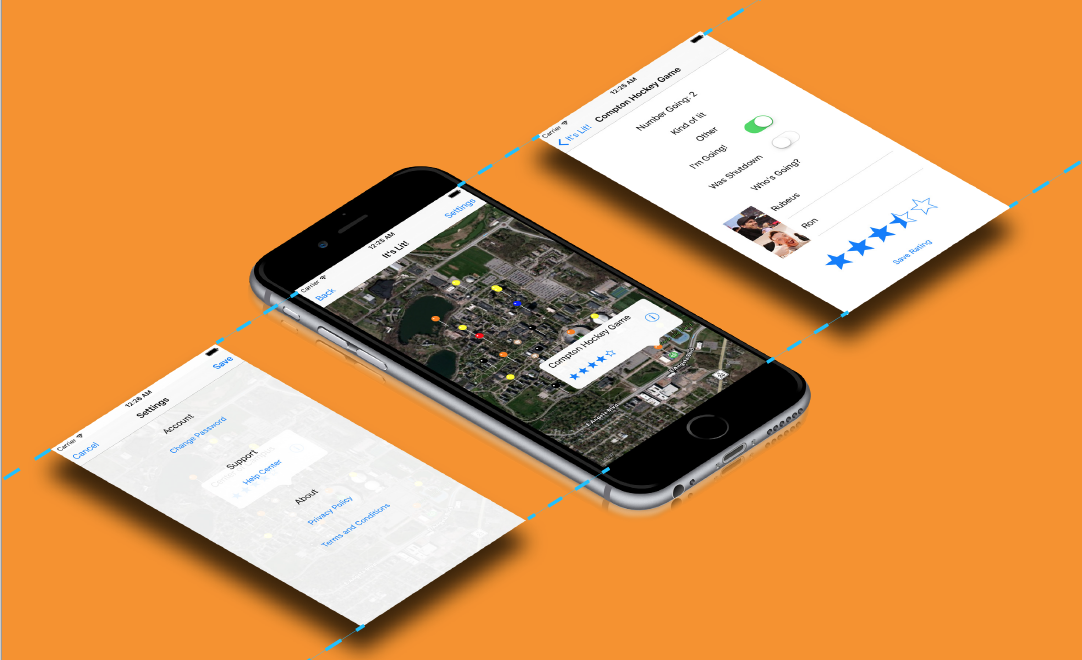 Carrier 12:26 AM
Cancel Settings Save
Account
Change Password
Support
Help Center
About
Privacy Policy
Terms and Conditions
Carrier 12:26 AM
Back It's Lit! Settings
Compton Hockey Game
Carrier 12:26 AM
It's Lit! Compton Hockey Game
Number Going: 2
Kind of lit
Other
I'm Going!
Was Shutdown
Who's Going?
Rubeus
Ron
Save Rating